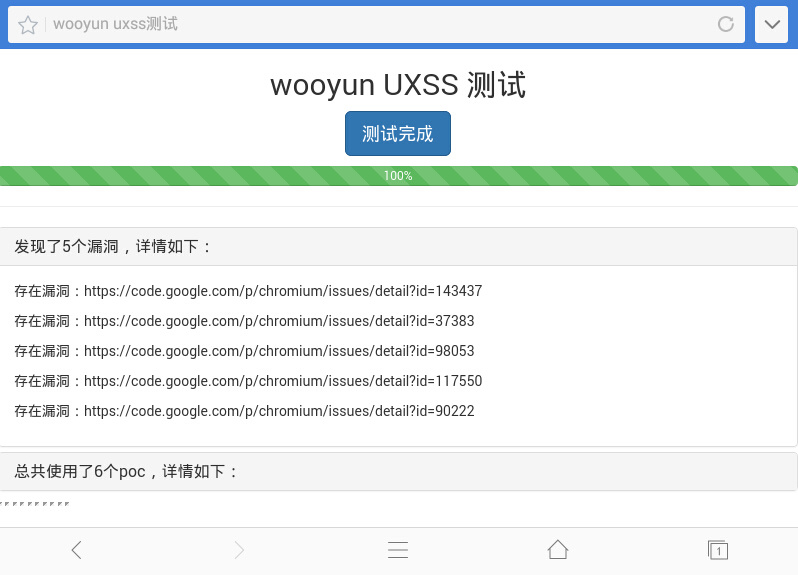 wooyun uxss测试
wooyun UXSS 测试
测试完成
100%
发现了5个漏洞，详情如下：
存在漏洞：https://code.google.com/p/chromium/issues/detail?id=143437
存在漏洞：https://code.google.com/p/chromium/issues/detail?id=37383
存在漏洞：https://code.google.com/p/chromium/issues/detail?id=98053
存在漏洞：https://code.google.com/p/chromium/issues/detail?id=117550
存在漏洞：https://code.google.com/p/chromium/issues/detail?id=90222
总共使用了6个poc，详情如下：
1